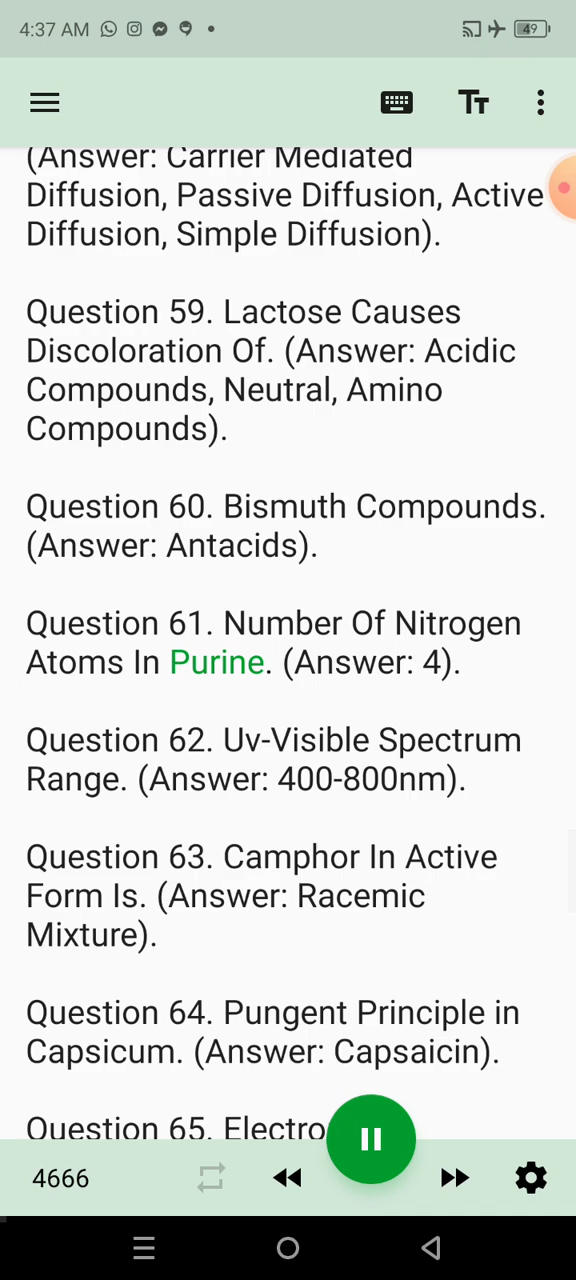 4:37 AM
49
(Answer: Carrier Mediated
Diffusion, Passive Diffusion, Active
Diffusion, Simple Diffusion).
Question 59. Lactose Causes
Discoloration Of. (Answer: Acidic
Compounds, Neutral, Amino
Compounds).
Question 60. Bismuth Compounds.
(Answer: Antacids).
Question 61. Number Of Nitrogen
Atoms In Purine. (Answer: 4).
Question 62. Uv-Visible Spectrum
Range. (Answer: 400-800nm).
Question 63. Camphor In Active
Form Is. (Answer: Racemic
Mixture).
Question 64. Pungent Principle in
Capsicum. (Answer: Capsaicin).
Question 65. Electro
4666